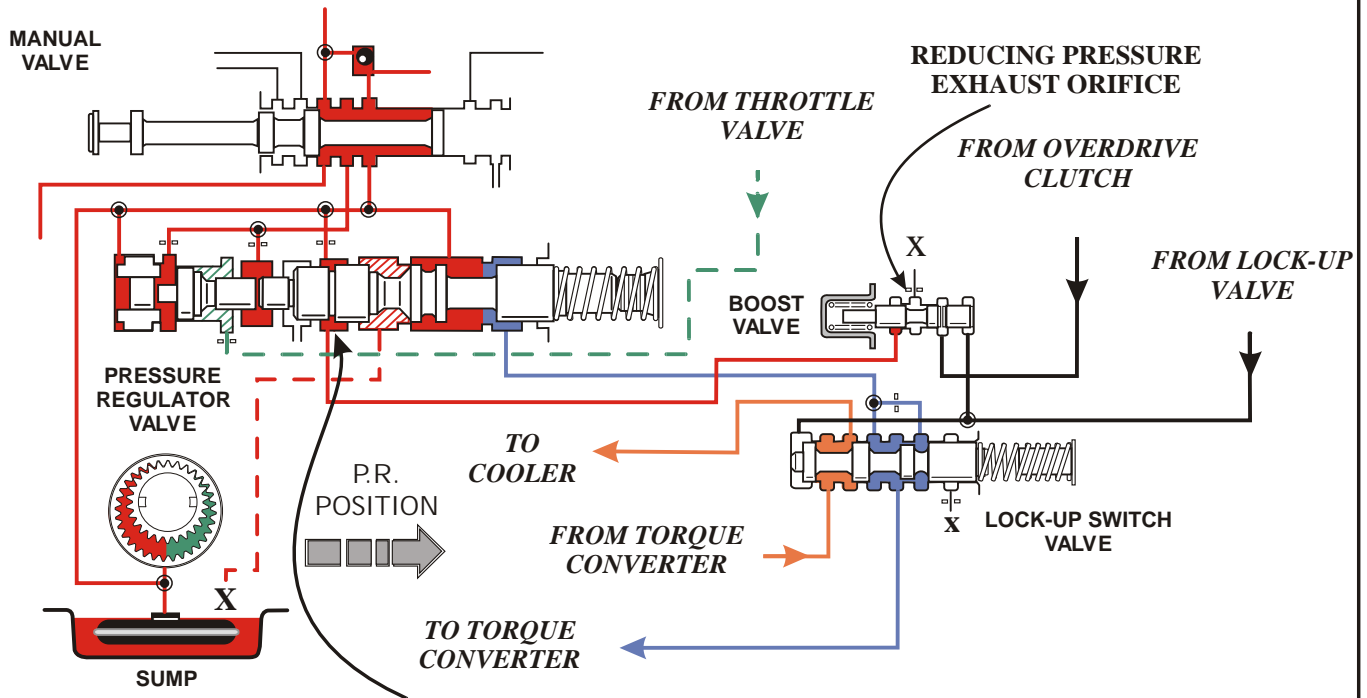 MANUAL
VALVE
REDUCING PRESSURE
EXHAUST ORIFICE
FROM THROTTLE
VALVE
FROM OVERDRIVE
CLUTCH
X
FROM LOCK-UP
VALVE
BOOST
VALVE
PRESSURE
REGULATOR
VALVE
TO
COOLER
P.R.
POSITION
FROM TORQUE
CONVERTER
x
LOCK-UP SWITCH
VALVE
X
TO TORQUE
CONVERTER
SUMP